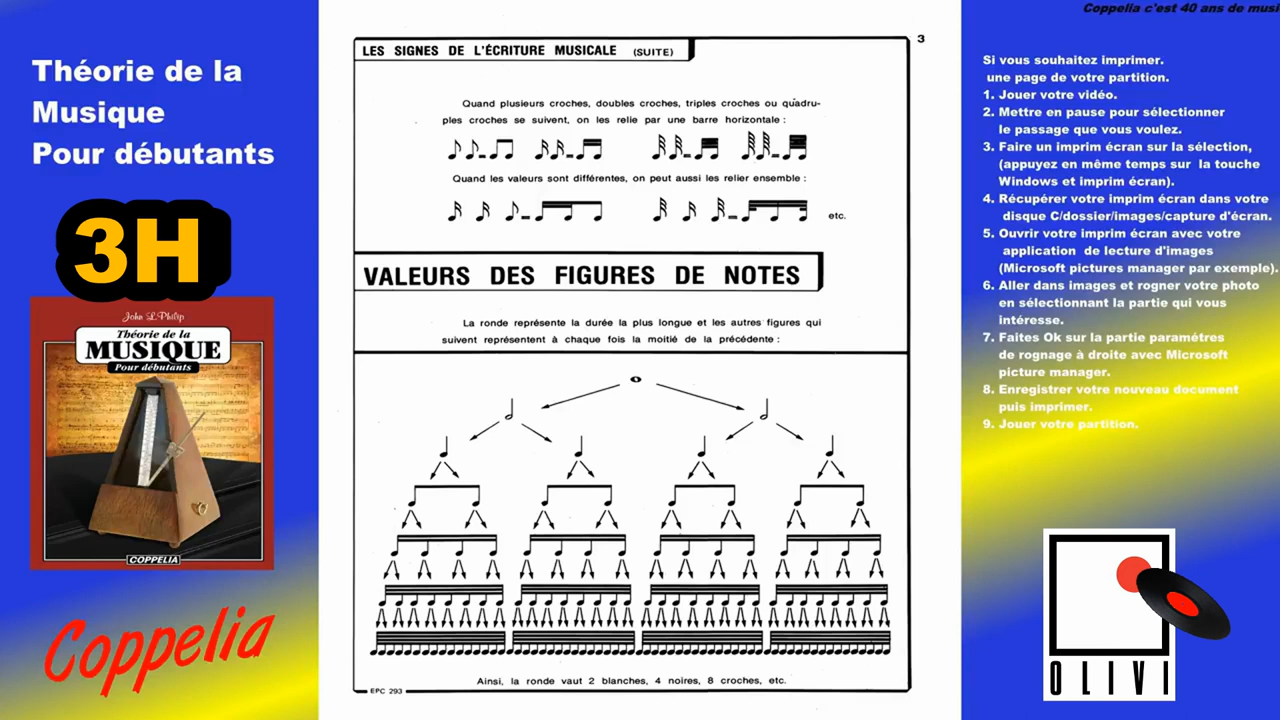 Coppelia c'est 40 ans de musi
Théorie de la
Musique
Pour débutants
3H
John L.Philip
Théorie de la
MUSIQUE
Pour débutants
COPPELIA
Coppelia
3
LES SIGNES DE L'ÉCRITURE MUSICALE (SUITE)
Quand plusieurs croches, doubles croches, triples croches ou quadru-
ples croches se suivent, on les relie par une barre horizontale :
Quand les valeurs sont différentes, on peut aussi les relier ensemble :
etc.
VALEURS DES FIGURES DE NOTES
La ronde représente la durée la plus longue et les autres figures qui
suivent représentent à chaque fois la moitié de la précédente :
Ainsi, la ronde vaut 2 blanches, 4 noires, 8 croches, etc.
EPC 293
Si vous souhaitez imprimer.
une page de votre partition.
1. Jouer votre vidéo.
2. Mettre en pause pour sélectionner
le passage que vous voulez.
3. Faire un imprim écran sur la sélection,
(appuyez en même temps sur la touche
Windows et imprim écran).
4. Récupérer votre imprim écran dans votre
disque C/dossier/images/capture d'écran.
5. Ouvrir votre imprim écran avec votre
application de lecture d'images
(Microsoft pictures manager par exemple).
6. Aller dans images et rogner votre photo
en sélectionnant la partie qui vous
intéresse.
7. Faites Ok sur la partie paramétres
de rognage à droite avec Microsoft
picture manager.
8. Enregistrer votre nouveau document
puis imprimer.
9. Jouer votre partition.
OLIVI